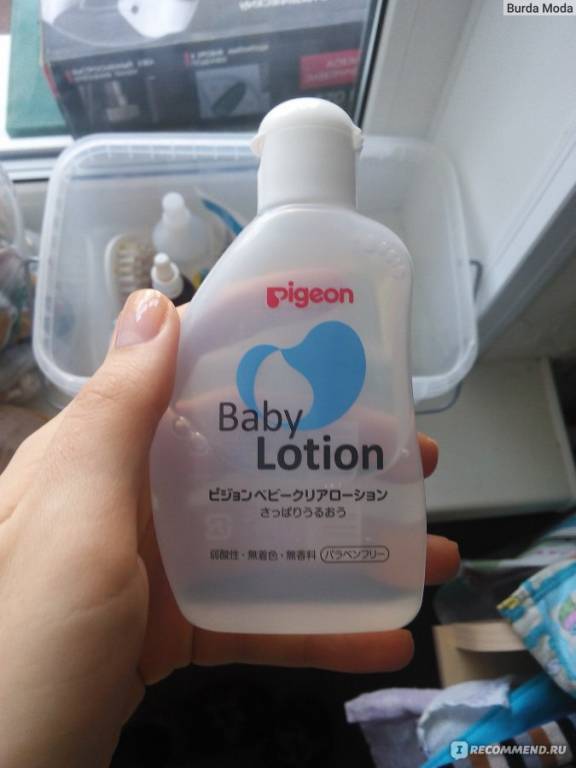 Burda Moda
pigeon
Baby
Lotion
ピジョン ベビークリアローション
さっぱりうるおう
弱酸性・無着色・無香料 パラベンフリー
IRECOMMEND.RU